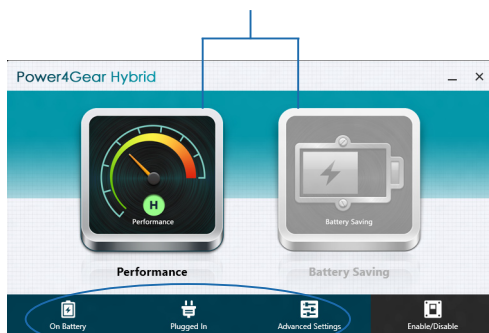 Power4Gear Hybrid
H
Performance
Battery Saving
Performance
Battery Saving
On Battery
Plugged In
Advanced Settings
Enable/Disable